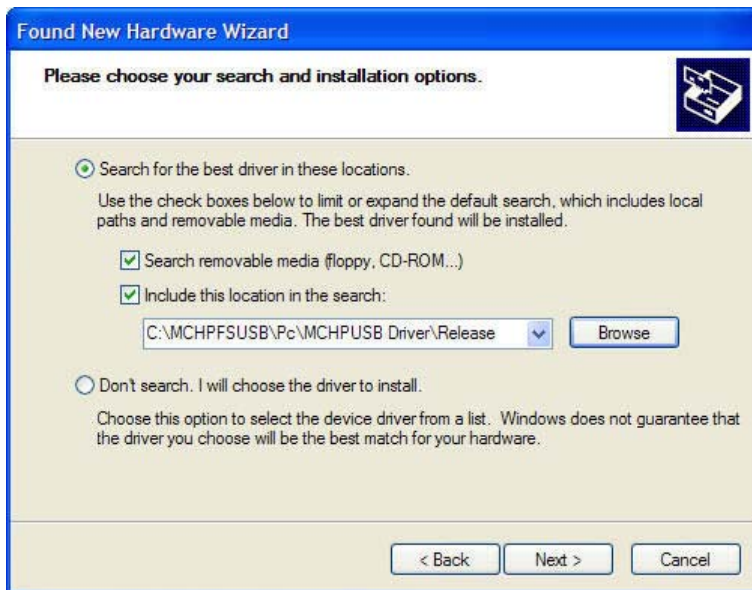 Found New Hardware Wizard
Please choose your search and installation options.
Search for the best driver in these locations.
Use the check boxes below to limit or expand the default search, which includes local
paths and removable media. The best driver found will be installed.
Search removable media (floppy, CD-ROM...)
Include this location in the search:
C:\MCHPFSUSB\Pc\MCHPUSB Driver\Release
Browse
Don't search. I will choose the driver to install.
Choose this option to select the device driver from a list. Windows does not guarantee that
the driver you choose will be the best match for your hardware.
< Back Next > Cancel